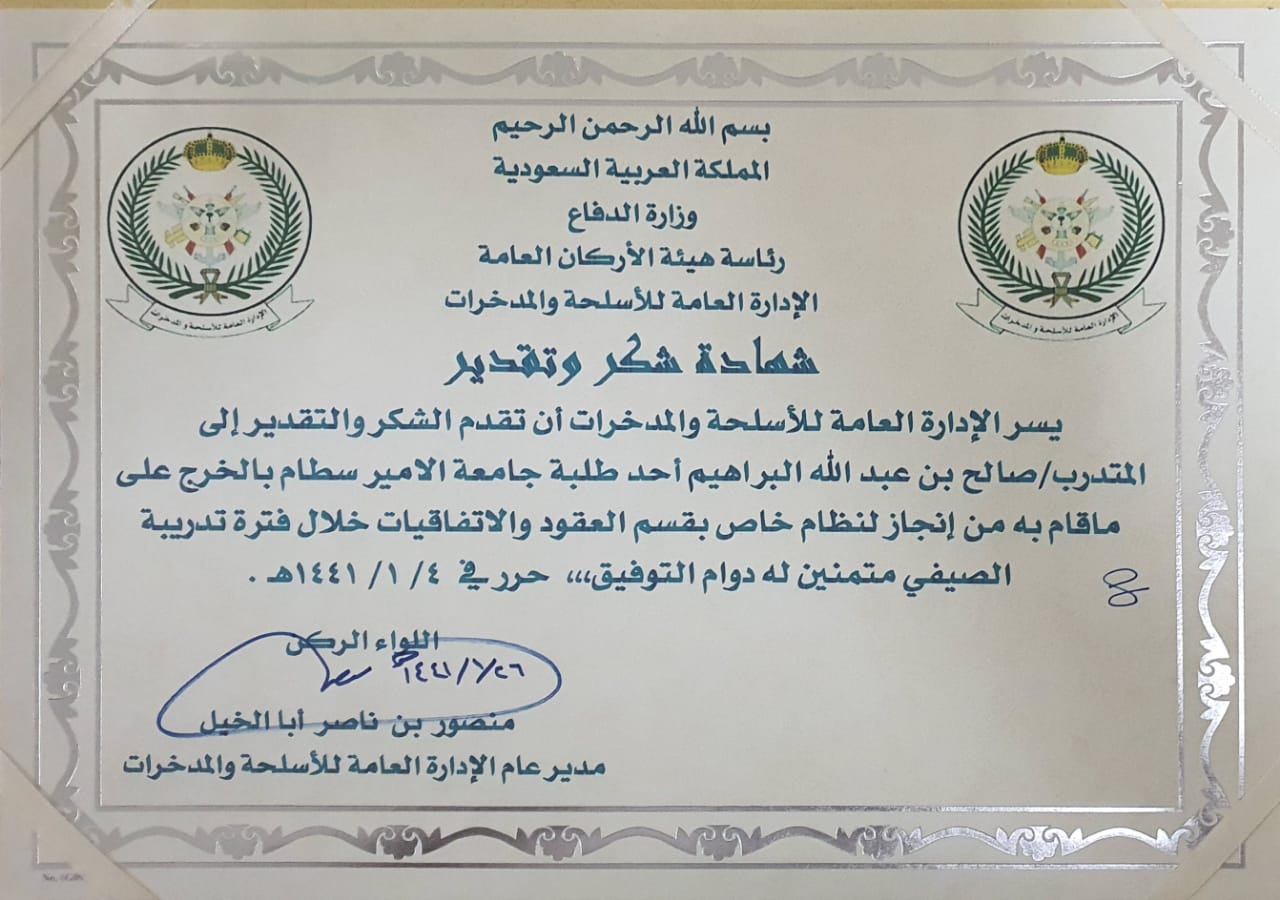 بسم الله الرحمن الرحيم
المملكة العربية السعودية
وزارة الدفاع
رئاسة هيئة الأركان العامة
الإدارة العامة للأسلحة والمدخرات
الإدارة العامة للأسلحة والمدخرات
الإدارة العامة للأسلحة والمدخرات
شهادة شكر وتقدير
يسر الإدارة العامة للأسلحة والمدخرات أن تقدم الشكر والتقدير إلى
المتدرب/صالح بن عبد الله البراهيم أحد طلبة جامعة الامير سطام بالخرج على
ماقام به من إنجاز لنظام خاص بقسم العقود والاتفاقيات خلال فترة تدريبة
الصيفي متمنين له دوام التوفيق،،، حرر في ٤ / ١ / ١٤٤١هـ .
اللواء الركن
منصور بن ناصر أبا الخيل
مدير عام الإدارة العامة للأسلحة والمدخرات